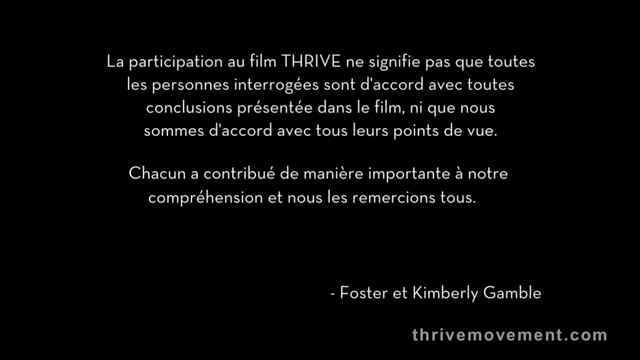 La participation au film THRIVE ne signifie pas que toutes
les personnes interrogées sont d'accord avec toutes
conclusions présentée dans le film, ni que nous
sommes d'accord avec tous leurs points de vue.
Chacun a contribué de manière importante à notre
compréhension et nous les remercions tous.
- Foster et Kimberly Gamble
thrivemovement.com